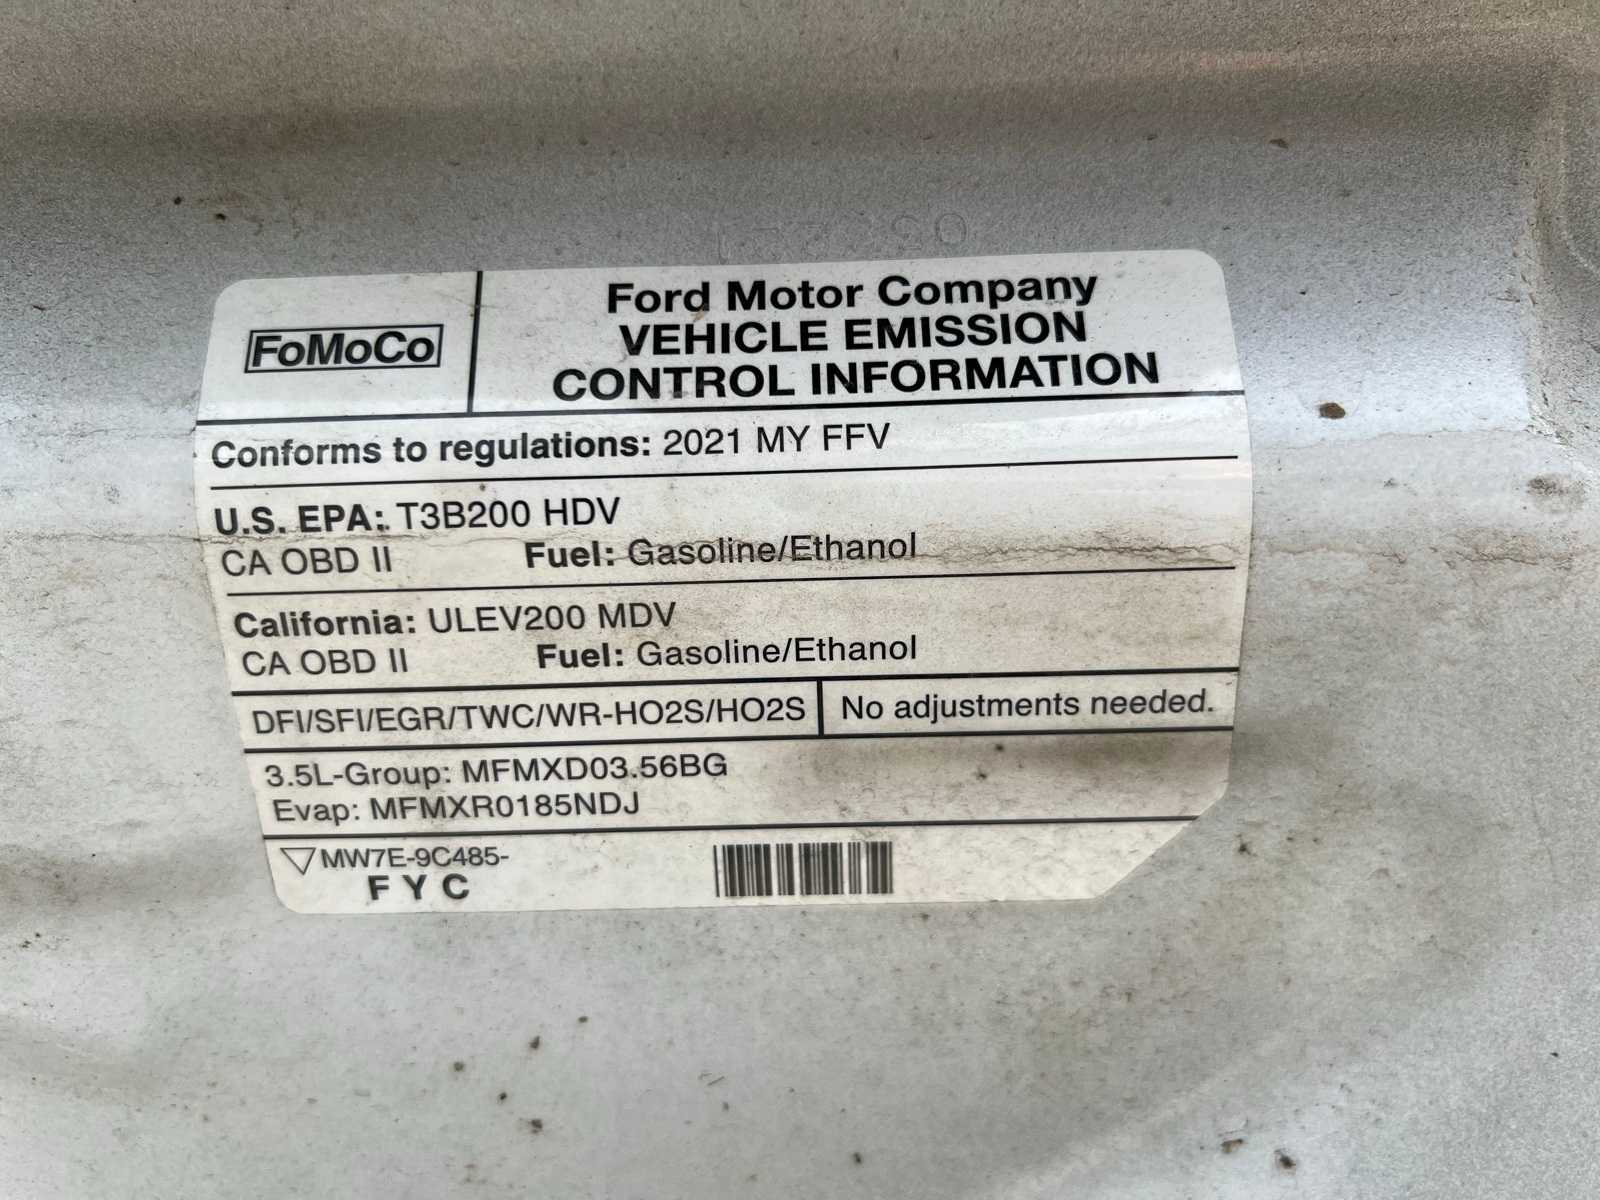 FoMoCo
Ford Motor Company
VEHICLE EMISSION
CONTROL INFORMATION
Conforms to regulations: 2021 MY FFV
U.S. EPA: T3B200 HDV
CA OBD II Fuel: Gasoline/Ethanol
California: ULEV200 MDV
CA OBD II Fuel: Gasoline/Ethanol
DFI/SFI/EGR/TWC/WR-HO2S/HO2S No adjustments needed.
3.5L-Group: MFMXD03.56BG
Evap: MFMXR0185NDJ
MW7E-9C485-
F Y C